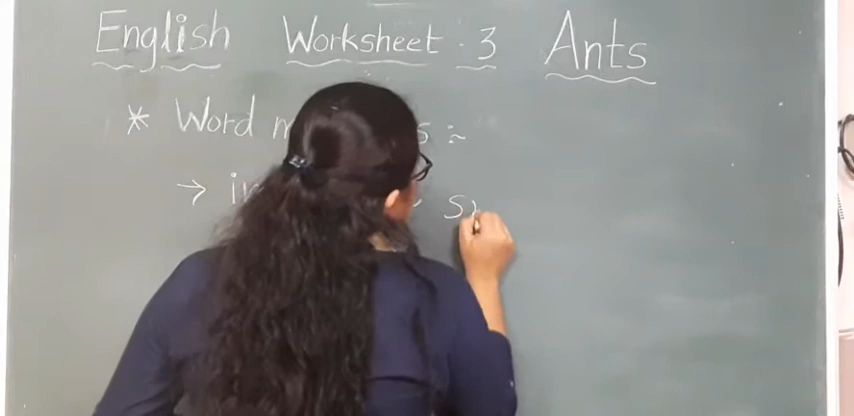 English Worksheet . 3 Ants
* Word :~
→